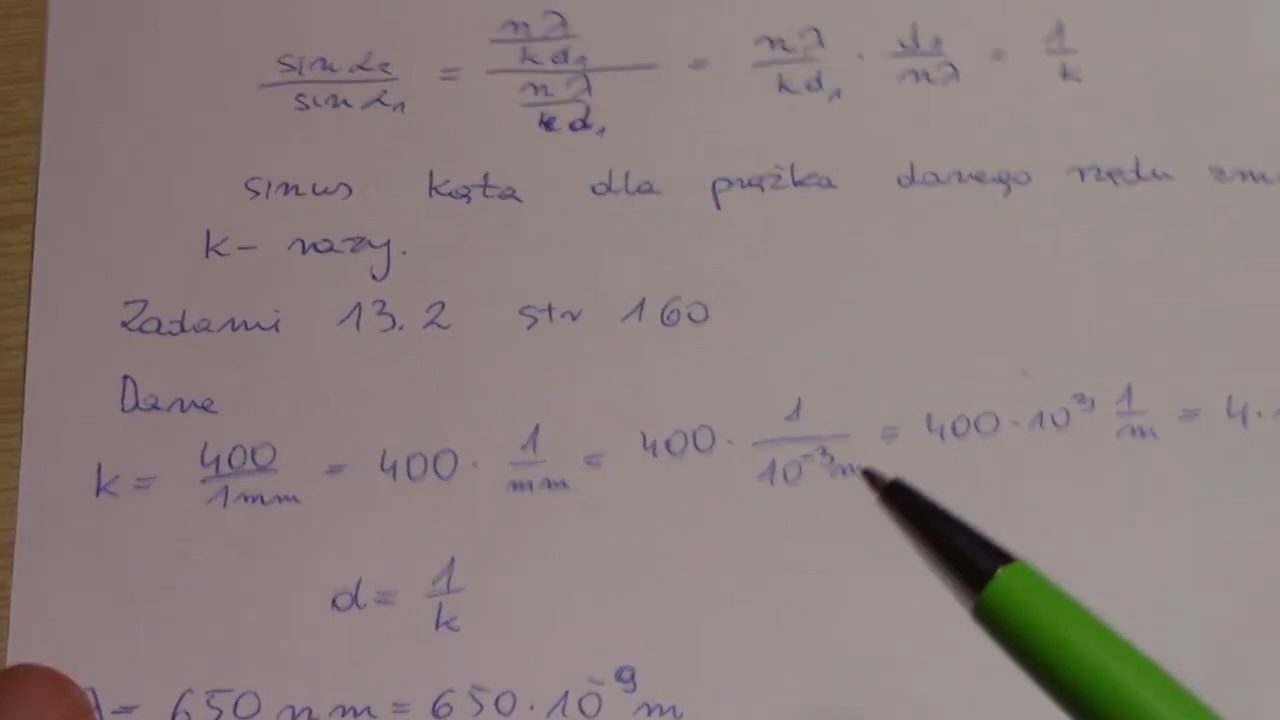 sin α₂ / sin α₁ = (nλ / kd₁) / (nλ / kd₁) = nλ / kd₁ · d₁ / nλ = 1 / k
sinus kąta dla prążka danego rzędu zm
k- razy.
Zadanie 13.2 str 160
Dane
k = 400 / 1mm = 400 · 1 / mm = 400 · 1 / 10⁻³m = 400 · 10³ 1 / m = 4 ·
d = 1 / k
λ = 650 nm = 650 · 10⁻⁹ m